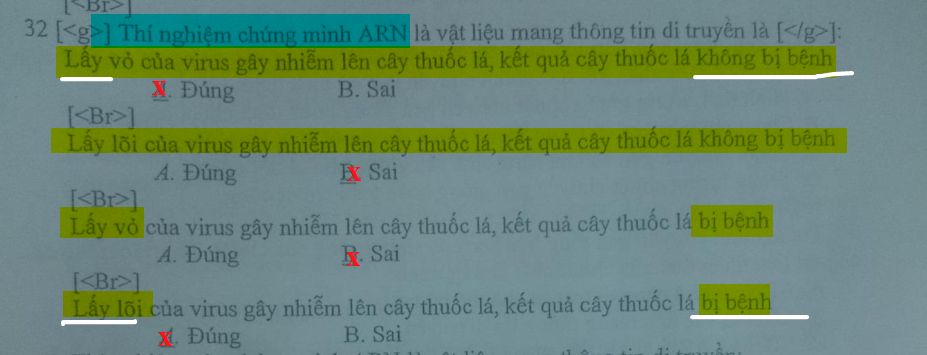 [<Br>]
32 [<g>] Thí nghiệm chứng minh ARN là vật liệu mang thông tin di truyền là [</g>]:
Lấy vỏ của virus gây nhiễm lên cây thuốc lá, kết quả cây thuốc lá không bị bệnh
X. Đúng B. Sai
[<Br>]
Lấy lõi của virus gây nhiễm lên cây thuốc lá, kết quả cây thuốc lá không bị bệnh
A. Đúng X Sai
[<Br>]
Lấy vỏ của virus gây nhiễm lên cây thuốc lá, kết quả cây thuốc lá bị bệnh
A. Đúng X. Sai
[<Br>]
Lấy lõi của virus gây nhiễm lên cây thuốc lá, kết quả cây thuốc lá bị bệnh
X. Đúng B. Sai